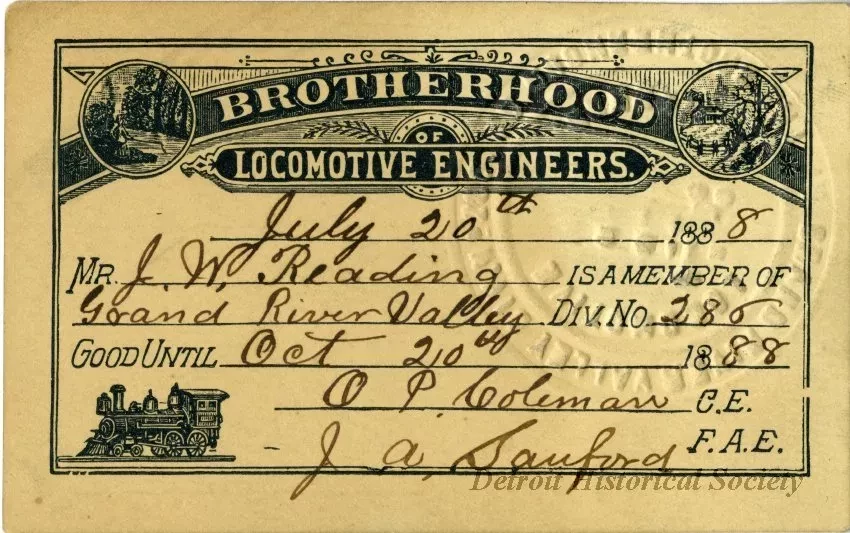 BROTHERHOOD
OF
LOCOMOTIVE ENGINEERS.
July 20th 1888
MR. J. W. Reading IS A MEMBER OF
Grand River Valley DIV. NO. 286
GOOD UNTIL Oct 20th 1888
O P. Coleman C.E.
J. A. Sanford F.A.E.
Detroit Historical Society